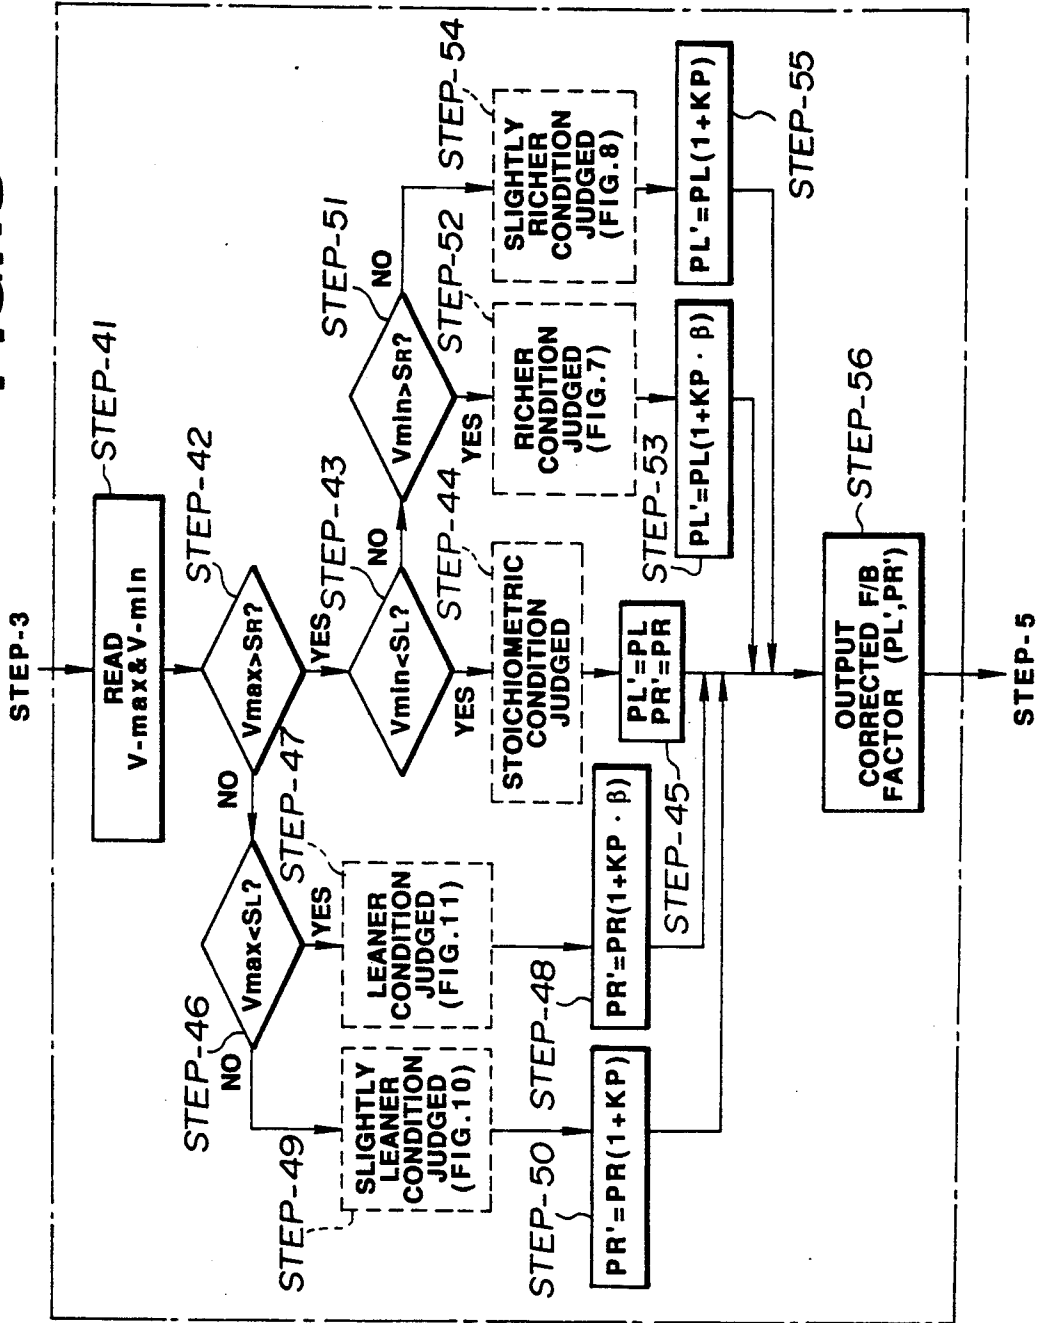 STEP-3
READ
V-max&V-min
STEP-41
Vmax>SR?
STEP-42
NO
YES
Vmax<SL?
STEP-46
NO
YES
Vmin<SL?
STEP-43
NO
YES
Vmin>SR?
STEP-51
NO
YES
SLIGHTLY
LEANER
CONDITION
JUDGED
(FIG.10)
STEP-49
LEANER
CONDITION
JUDGED
(FIG.11)
STEP-47
STOICHIOMETRIC
CONDITION
JUDGED
STEP-44
RICHER
CONDITION
JUDGED
(FIG.7)
STEP-52
SLIGHTLY
RICHER
CONDITION
JUDGED
(FIG.8)
STEP-54
PR'=PR(1+KP)
STEP-50
PR'=PR(1+KP · β)
STEP-48
PL'=PL
PR'=PR
STEP-45
PL'=PL(1+KP · β)
STEP-53
PL'=PL(1+KP)
STEP-55
OUTPUT
CORRECTED F/B
FACTOR (PL',PR')
STEP-56
STEP-5